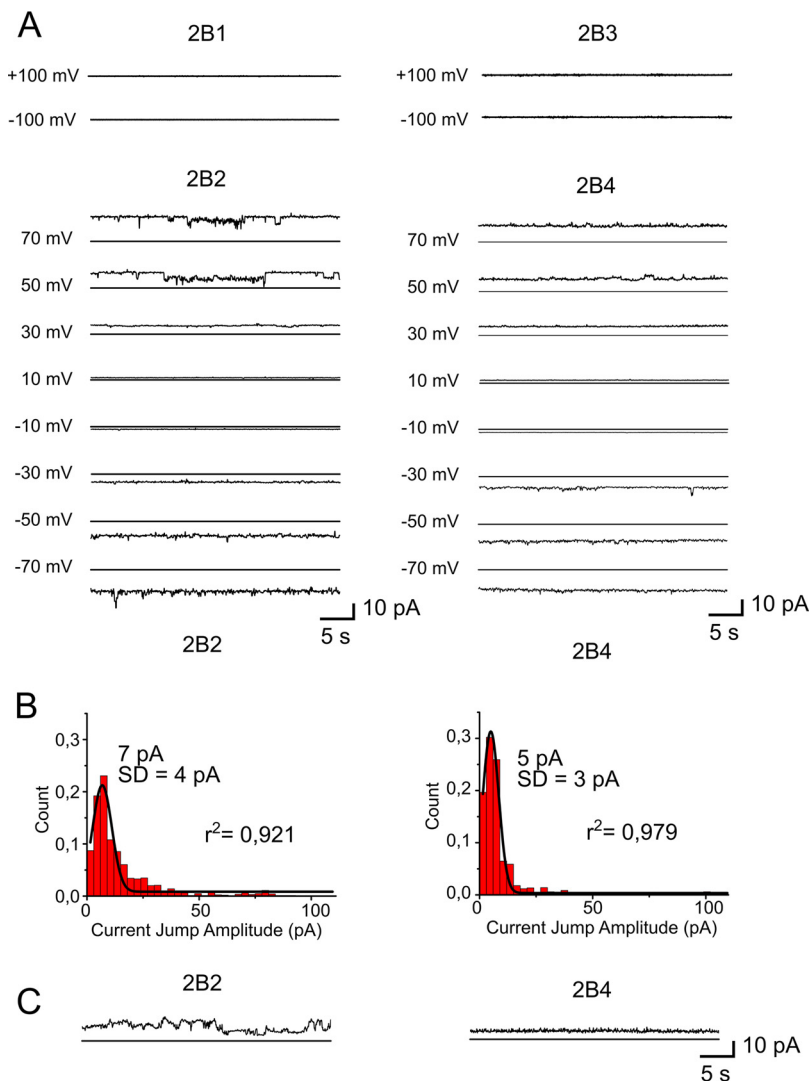 A
2B1
+100 mV
-100 mV
2B3
+100 mV
-100 mV
2B2
70 mV
50 mV
30 mV
10 mV
-10 mV
-30 mV
-50 mV
-70 mV
10 pA
5 s
2B4
70 mV
50 mV
30 mV
10 mV
-10 mV
-30 mV
-50 mV
-70 mV
10 pA
5 s
B
2B2
7 pA
SD = 4 pA
r²= 0,921
Count
0,3
0,2
0,1
0,0
0
50
100
Current Jump Amplitude (pA)
2B4
5 pA
SD = 3 pA
r²= 0,979
Count
0,3
0,2
0,1
0,0
0
50
100
Current Jump Amplitude (pA)
C
2B2
2B4
10 pA
5 s